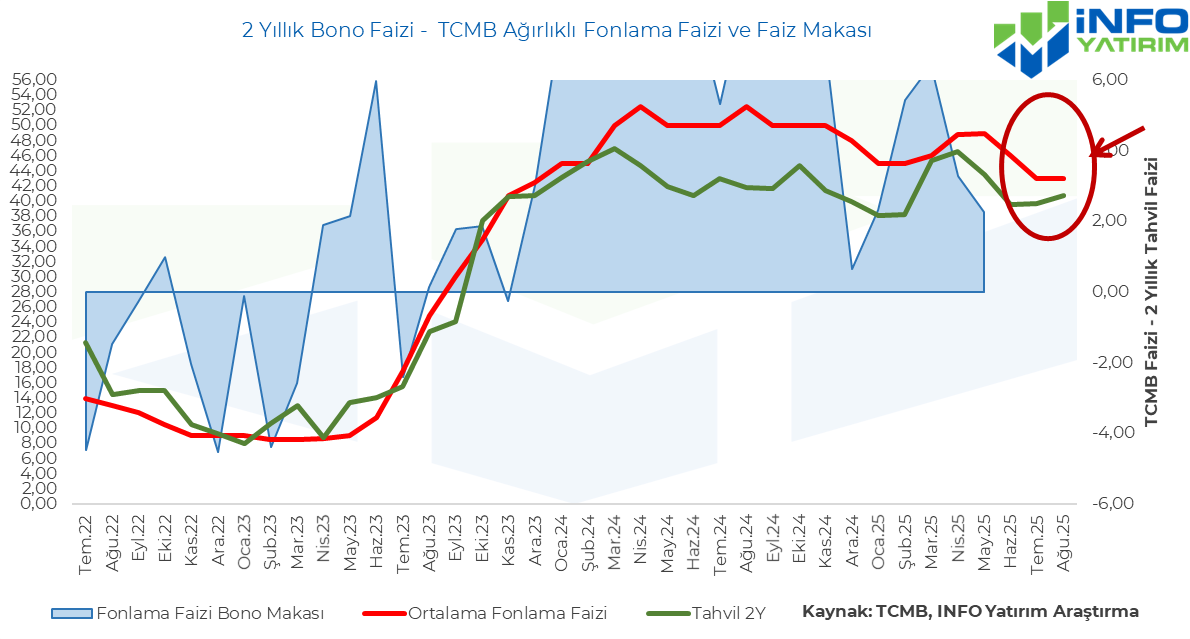 2 Yıllık Bono Faizi -  TCMB Ağırlıklı Fonlama Faizi ve Faiz Makası
iNFO
YATIRIM
56,00
54,00
52,00
50,00
48,00
46,00
44,00
42,00
40,00
38,00
36,00
34,00
32,00
30,00
28,00
26,00
24,00
22,00
20,00
18,00
16,00
14,00
12,00
10,00
8,00
6,00
4,00
2,00
0,00
6,00
2,00
0,00
-2,00
-4,00
-6,00
TCMB Faizi - 2 Yıllık Tahvil Faizi
Tem.22
Ağu.22
Eyl.22
Eki.22
Kas.22
Ara.22
Oca.23
Şub.23
Mar.23
Nis.23
May.23
Haz.23
Tem.23
Ağu.23
Eyl.23
Eki.23
Kas.23
Ara.23
Oca.24
Şub.24
Mar.24
Nis.24
May.24
Haz.24
Tem.24
Ağu.24
Eyl.24
Eki.24
Kas.24
Ara.24
Oca.25
Şub.25
Mar.25
Nis.25
May.25
Haz.25
Tem.25
Ağu.25
Fonlama Faizi Bono Makası
Ortalama Fonlama Faizi
Tahvil 2Y
Kaynak: TCMB, INFO Yatırım Araştırma